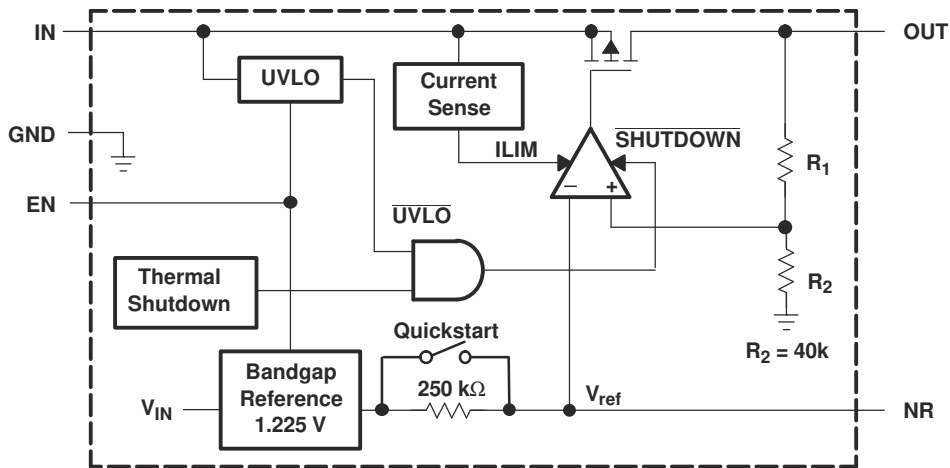 IN
OUT
UVLO
Current
Sense
GND
ILIM
SHUTDOWN
R1
− +
EN
UVLO
Thermal
Shutdown
R2
Quickstart
R2 = 40k
Bandgap
Reference
1.225 V
250 kΩ
VIN
Vref
NR